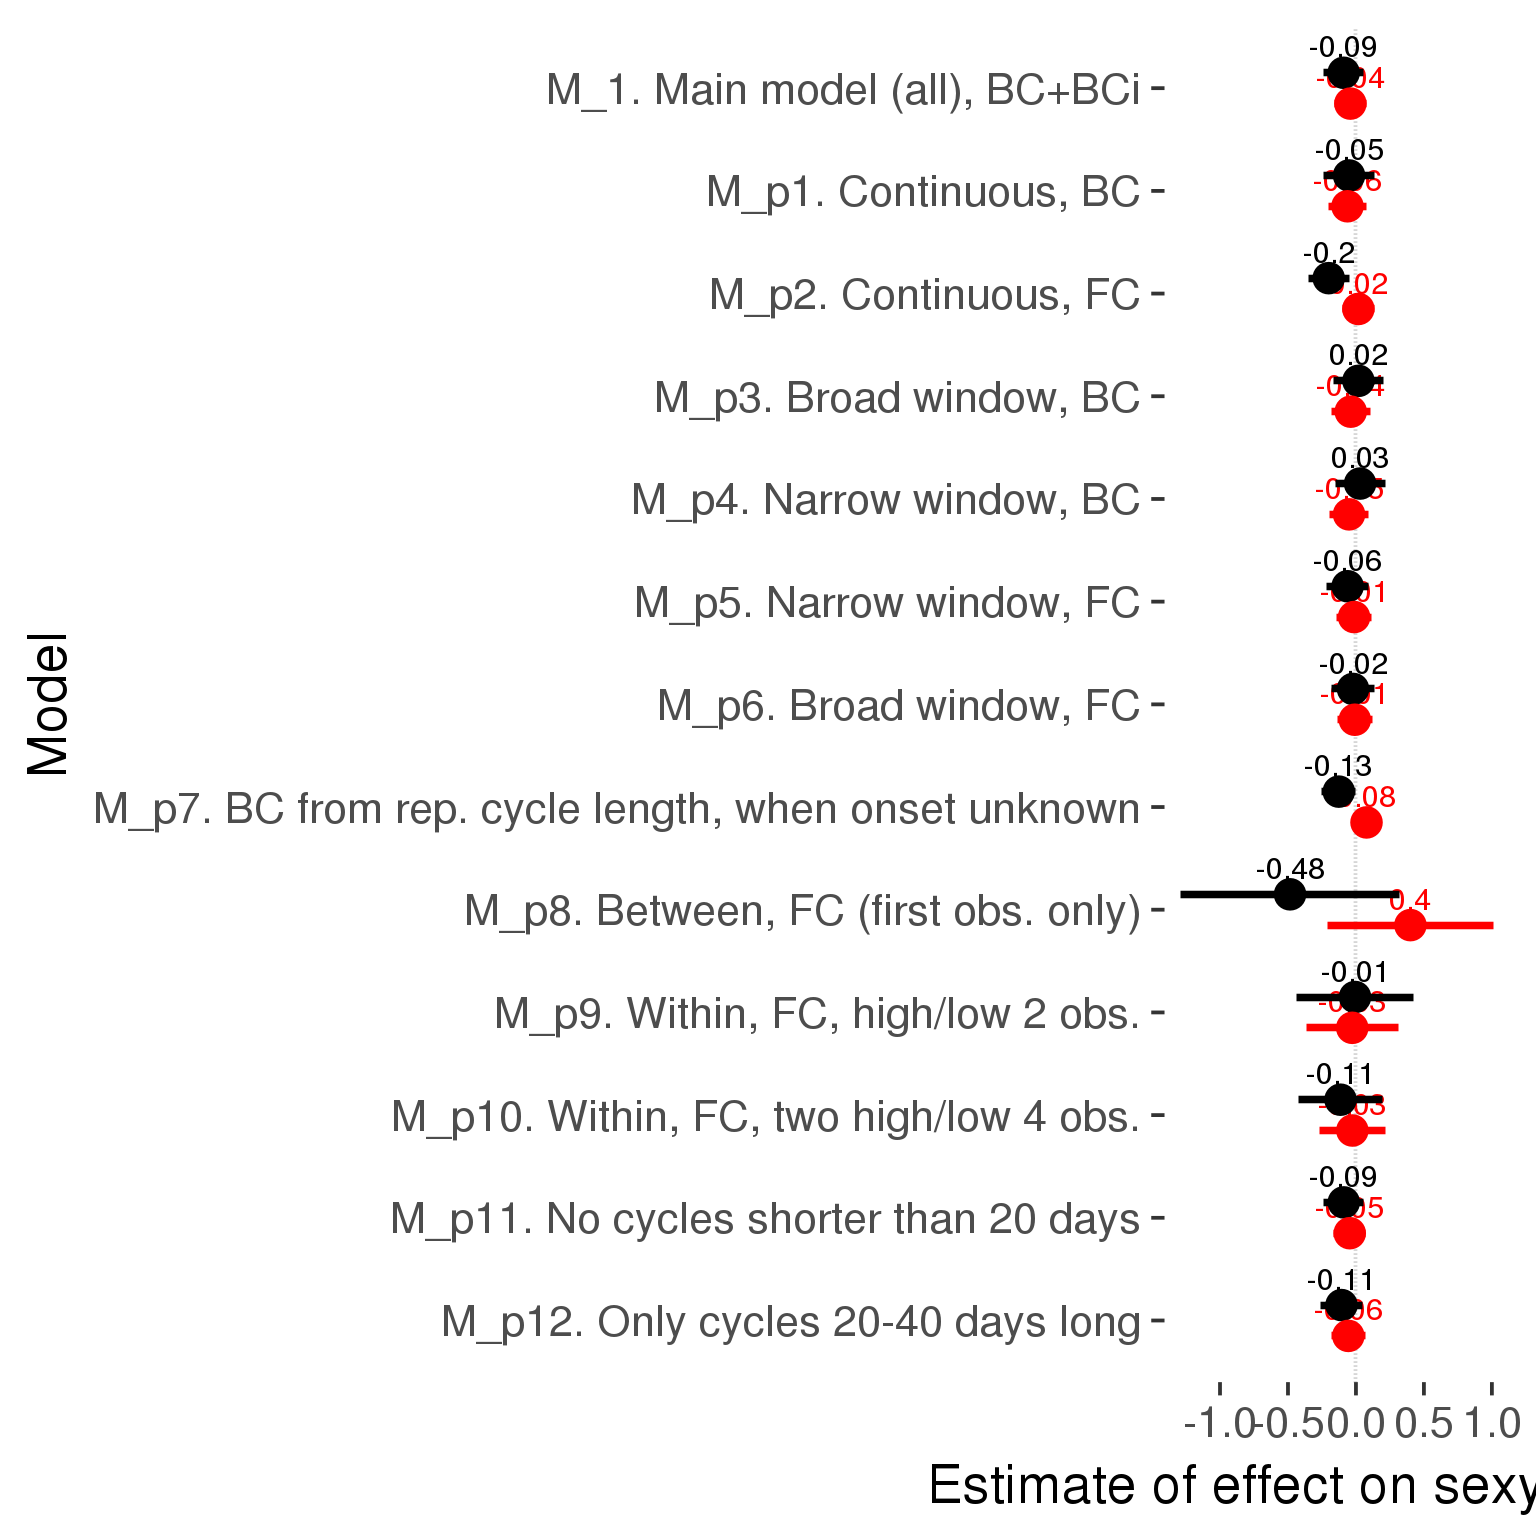 -0.09
M_1. Main model (all), BC+BCi
-0.05
M_p1. Continuous, BC
-0.2
M_p2. Continuous, FC
0.02
M_p3. Broad window, BC
0.03
M_p4. Narrow window, BC
-0.06
M_p5. Narrow window, FC
-0.02
M_p6. Broad window, FC
-0.13
M_p7. BC from rep. cycle length, when onset unknown
-0.48
M_p8. Between, FC (first obs. only)
0.4
-0.01
M_p9. Within, FC, high/low 2 obs.
-0.11
M_p10. Within, FC, two high/low 4 obs.
-0.09
M_p11. No cycles shorter than 20 days
-0.11
M_p12. Only cycles 20-40 days long
Model
-1.0 -0.5 0.0 0.5 1.0
Estimate of effect on sexy